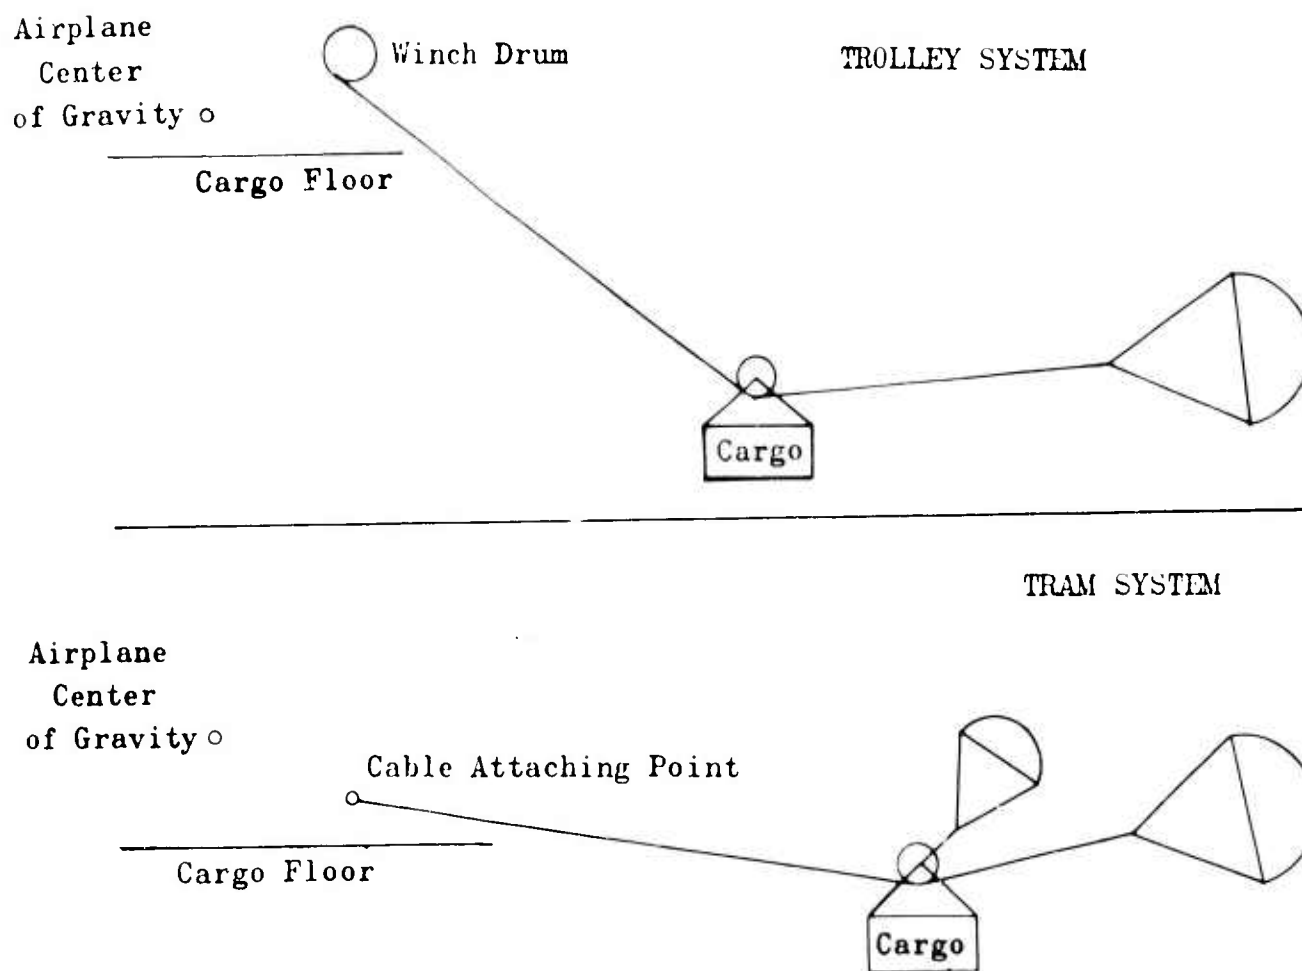 Airplane
Center
of Gravity
Winch Drum
TROLLEY SYSTEM
Cargo Floor
Cargo
TRAM SYSTEM
Airplane
Center
of Gravity
Cable Attaching Point
Cargo Floor
Cargo